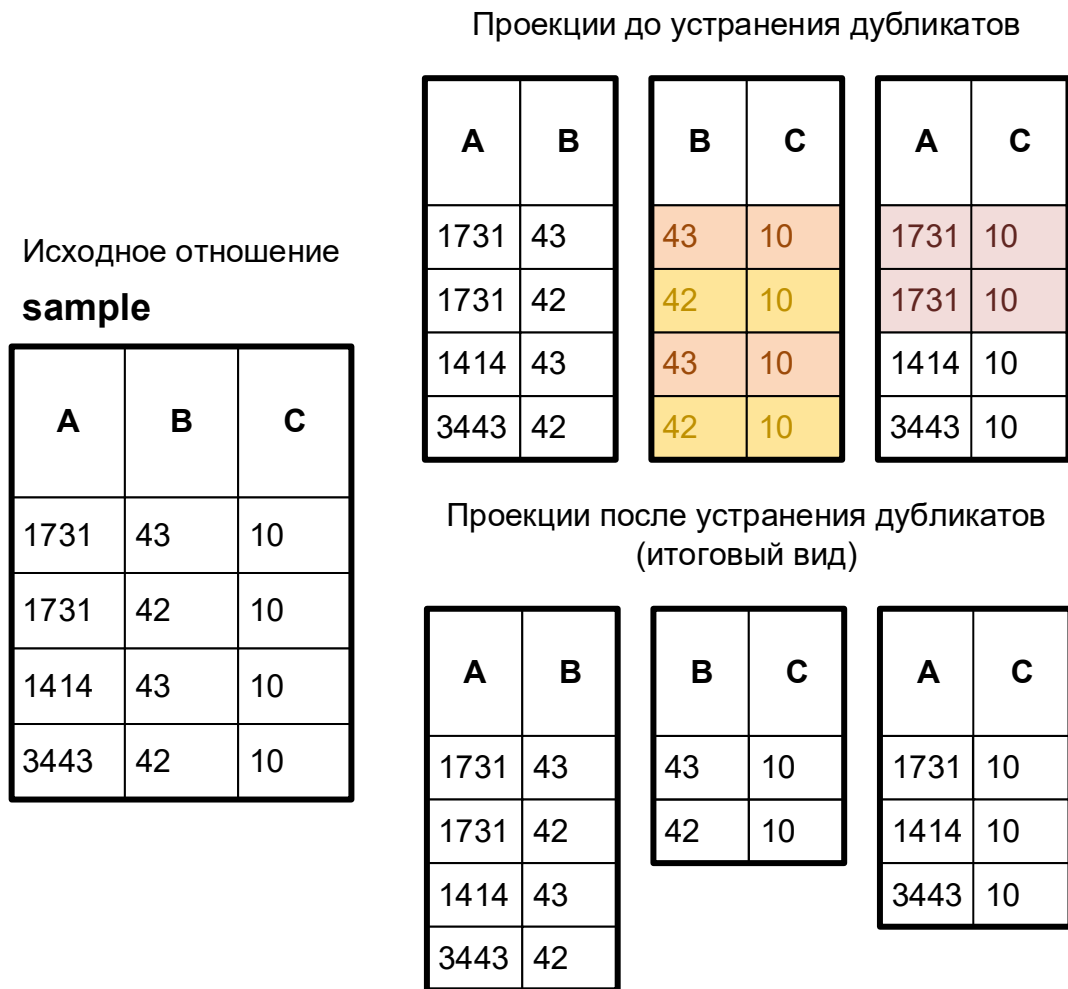 Проекции до устранения дубликатов
A B
1731 43
1731 42
1414 43
3443 42
B C
43 10
42 10
43 10
42 10
A C
1731 10
1731 10
1414 10
3443 10
Исходное отношение
sample
A B C
1731 43 10
1731 42 10
1414 43 10
3443 42 10
Проекции после устранения дубликатов
(итоговый вид)
A B
1731 43
1731 42
1414 43
3443 42
B C
43 10
42 10
A C
1731 10
1414 10
3443 10